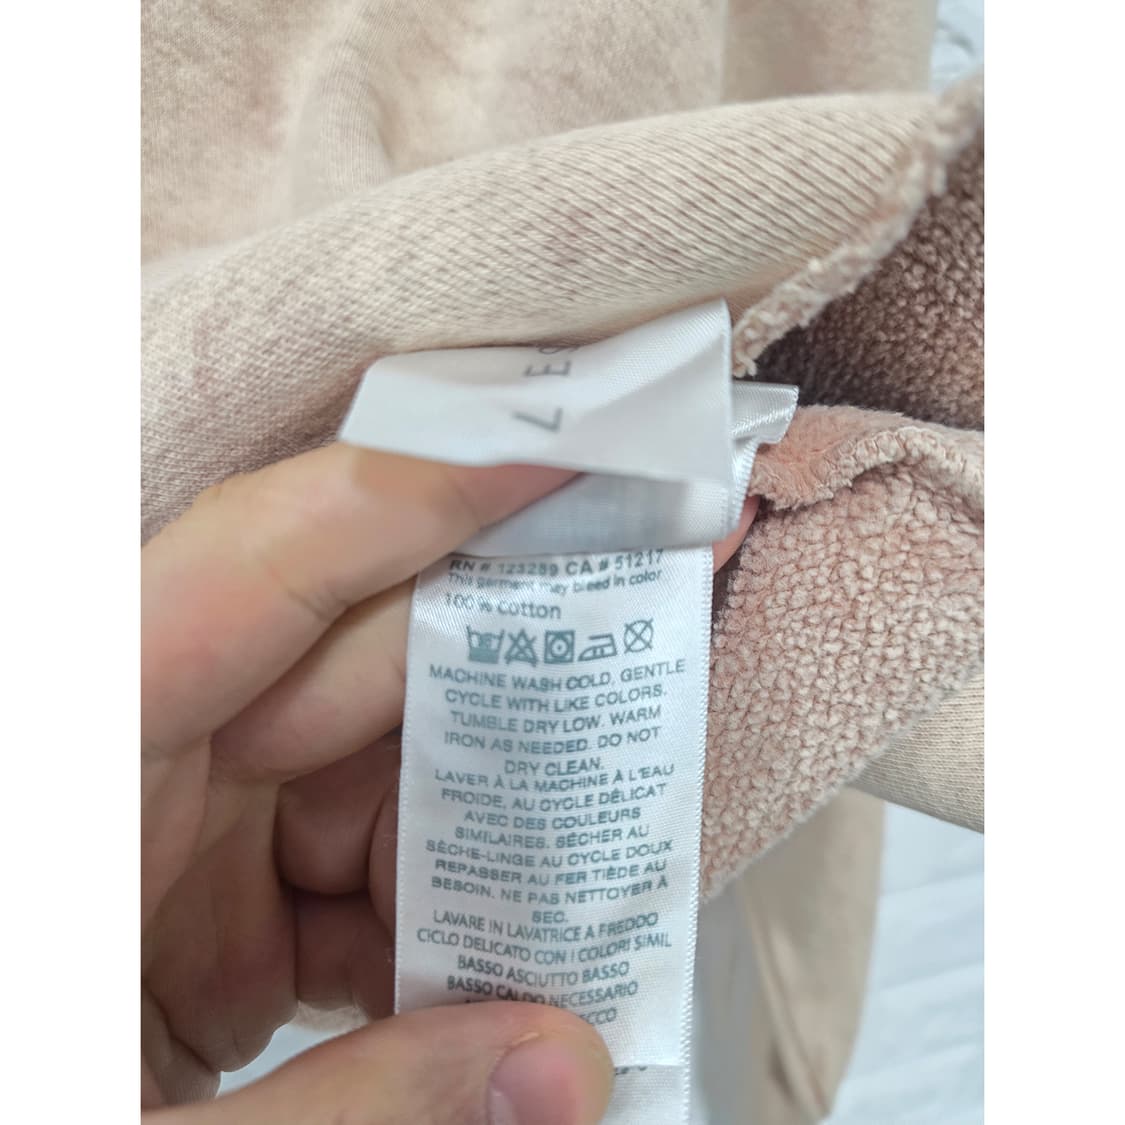 L ES
RN # 123289 CA # 51217
This garment may bleed in color
100% Cotton
MACHINE WASH COLD, GENTLE
CYCLE WITH LIKE COLORS.
TUMBLE DRY LOW. WARM
IRON AS NEEDED. DO NOT
DRY CLEAN.
LAVER À LA MACHINE À L'EAU
FROIDE, AU CYCLE DÉLICAT
AVEC DES COULEURS
SIMILAIRES. SÉCHER AU
SÈCHE-LINGE AU CYCLE DOUX
REPASSER AU FER TIÈDE AU
BESOIN. NE PAS NETTOYER À
SEC.
LAVARE IN LAVATRICE A FREDDO
CICLO DELICATO CON I COLORI SIMIL
BASSO ASCIUTTO BASSO
BASSO CALDO NECESSARIO